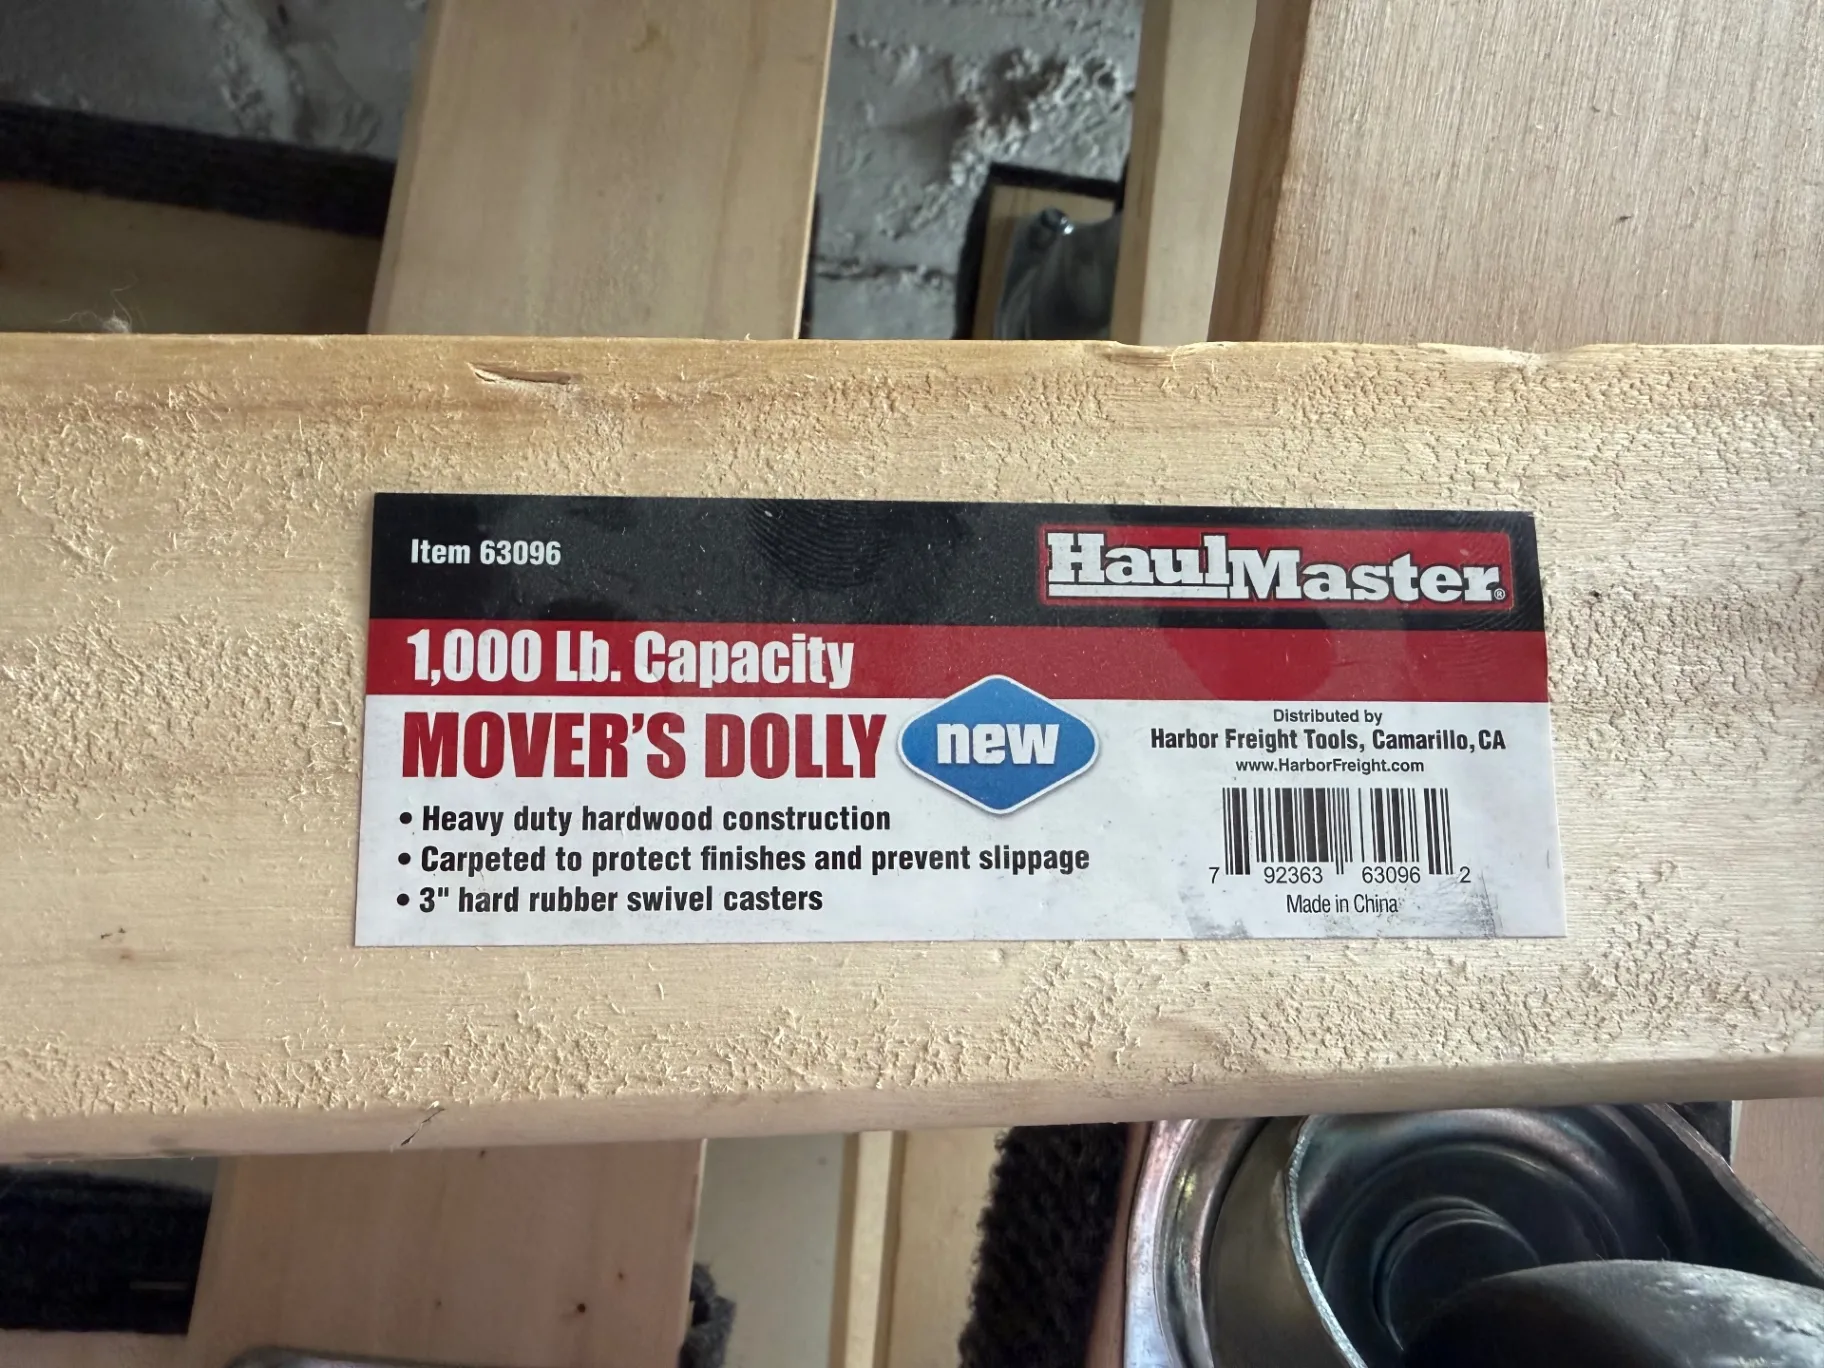 Item 63096
HaulMaster®
1,000 Lb. Capacity
MOVER'S DOLLY
new
• Heavy duty hardwood construction
• Carpeted to protect finishes and prevent slippage
• 3" hard rubber swivel casters
Distributed by
Harbor Freight Tools, Camarillo, CA
www.HarborFreight.com
7 92363 63096 2
Made in China